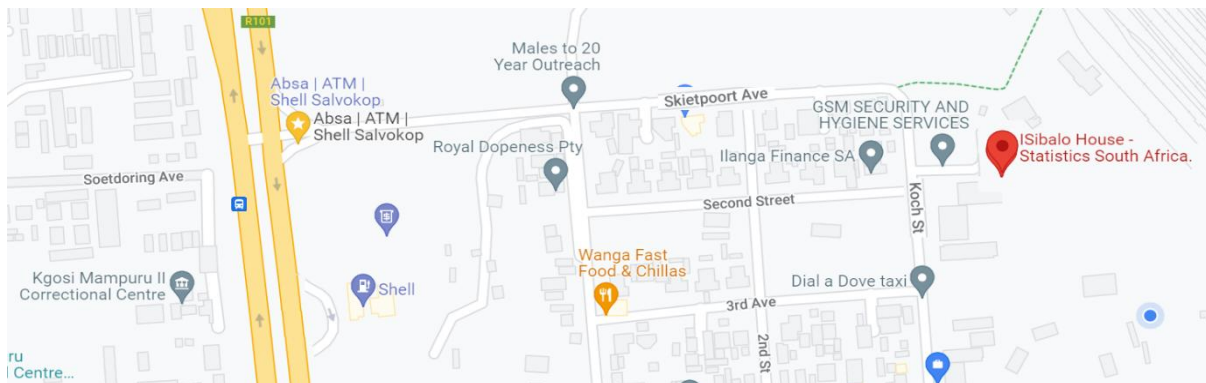 R101
Males to 20
Year Outreach
Absa | ATM |
Shell Salvokop
Absa | ATM |
Shell Salvokop
Skietpoort Ave
GSM SECURITY AND
HYGIENE SERVICES
ISibalo House -
Statistics South Africa.
Royal Dopeness Pty
Ilanga Finance SA
Soetdoring Ave
Second Street
Koch St
Wanga Fast
Food & Chillas
Kgosi Mampuru II
Correctional Centre
Shell
Dial a Dove taxi
3rd Ave
2nd St
ru
l Centre...